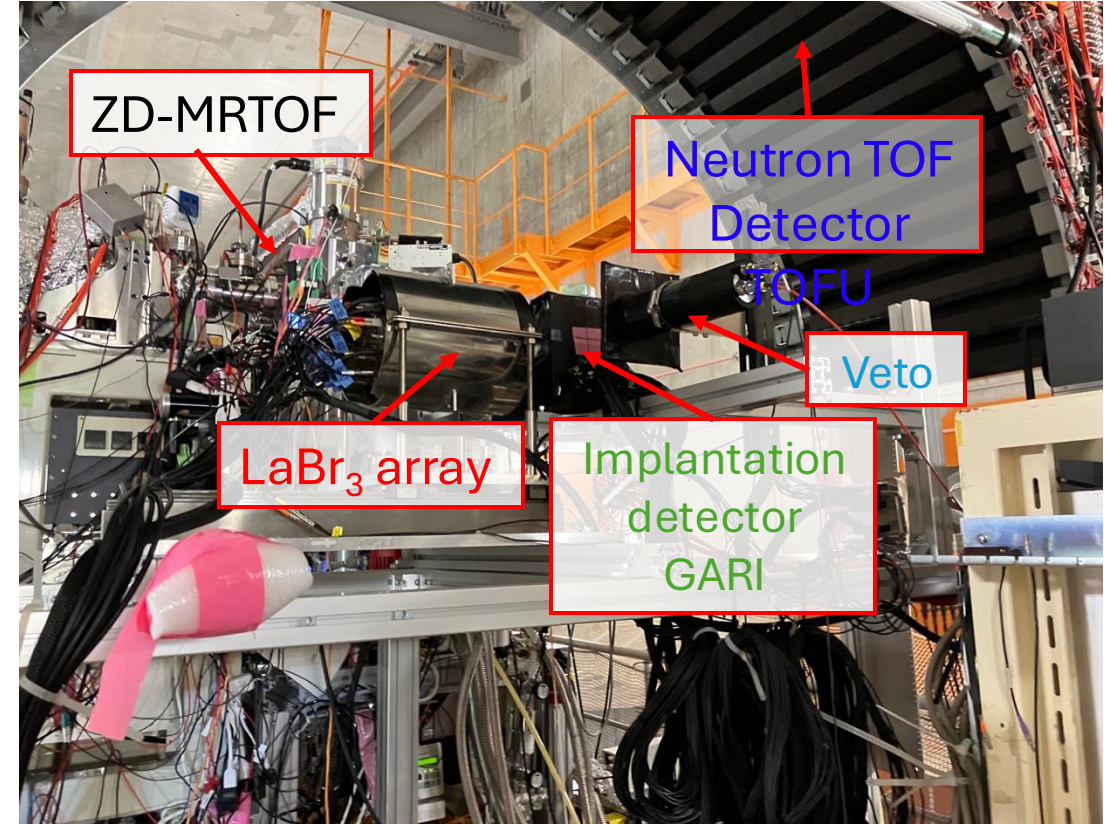 ZD-MRTOF
Neutron TOF
Detector
TOFU
Veto
LaBr₃ array
Implantation
detector
GARI